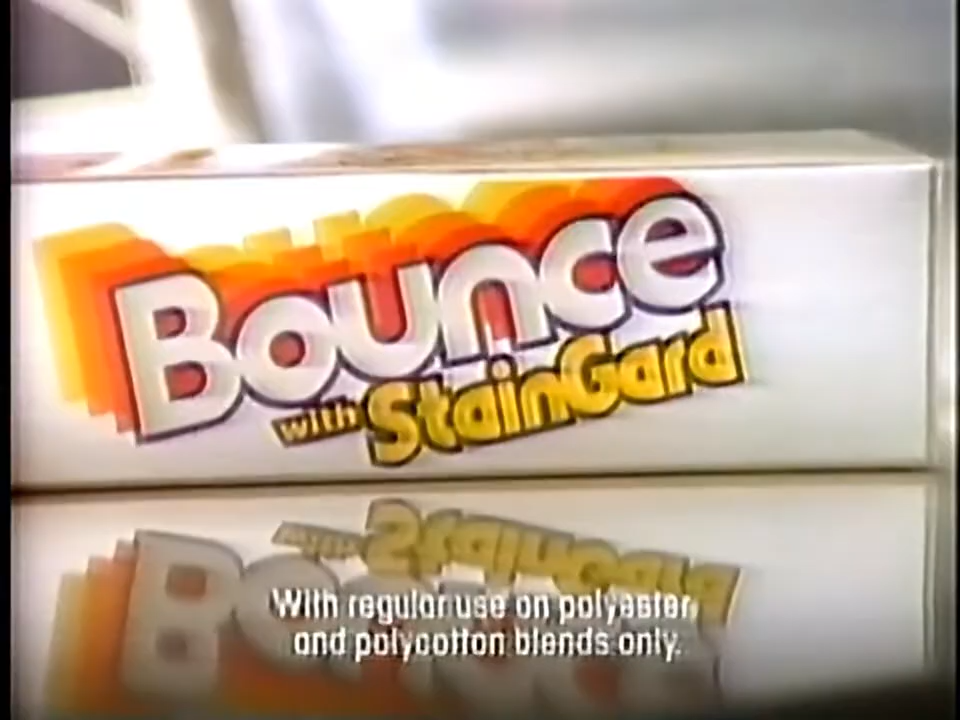 Bounce
with StainGard
With regular use on polyester
and polycotton blends only.